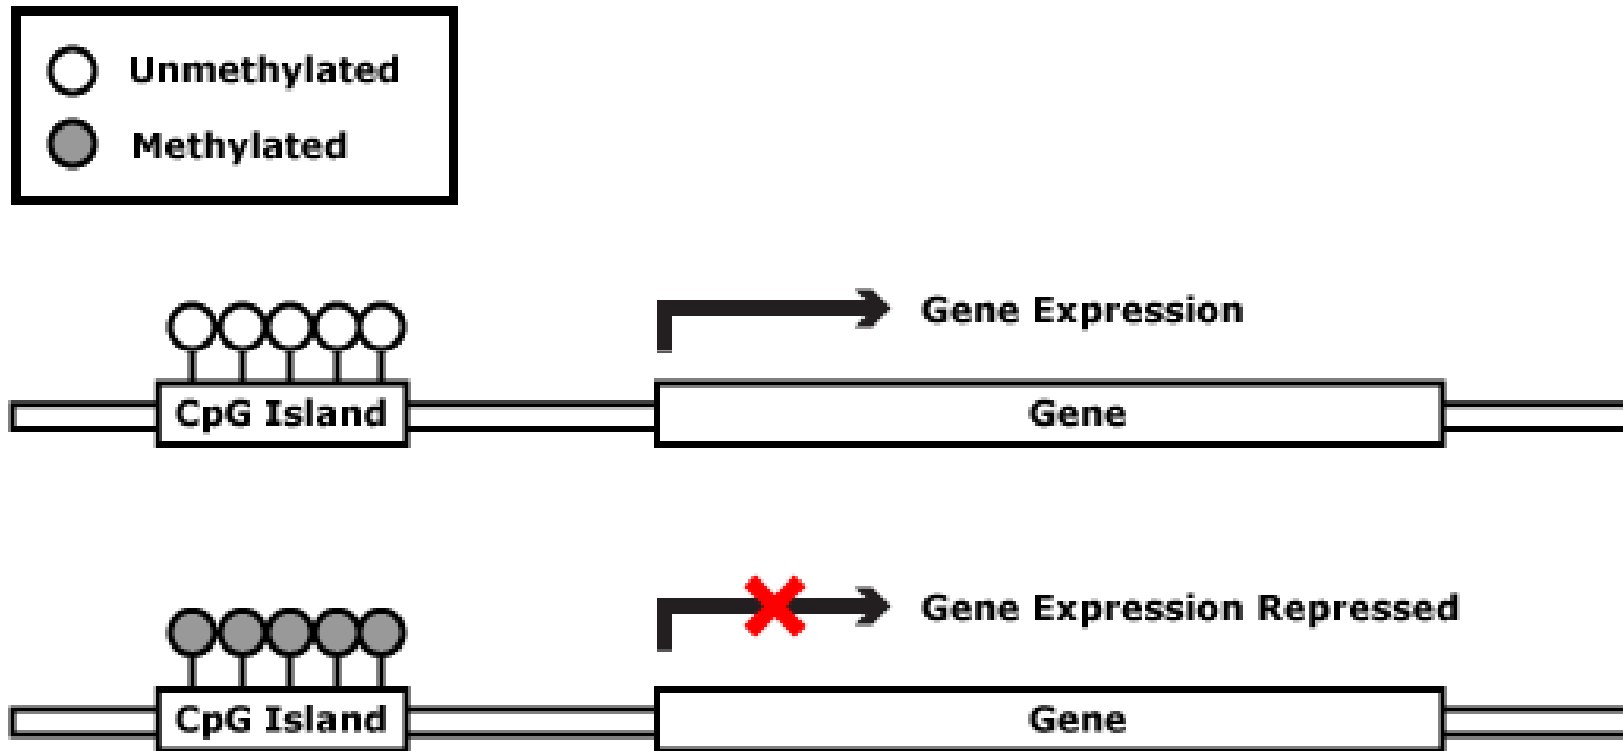 Unmethylated
Methylated
Gene Expression
CpG Island
Gene
Gene Expression Repressed
CpG Island
Gene